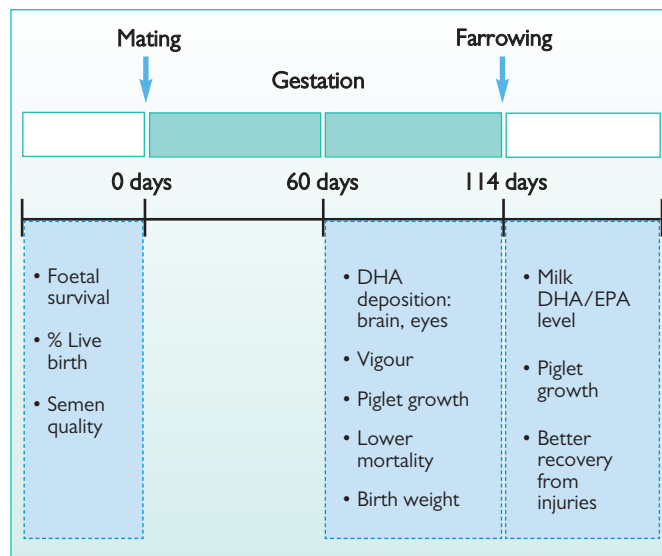 Mating
Farrowing
Gestation
0 days
60 days
114 days
• Foetal
survival
• % Live
birth
• Semen
quality
• DHA
deposition:
brain, eyes
• Vigour
• Piglet growth
• Lower
mortality
• Birth weight
• Milk
DHA/EPA
level
• Piglet
growth
• Better
recovery
from
injuries